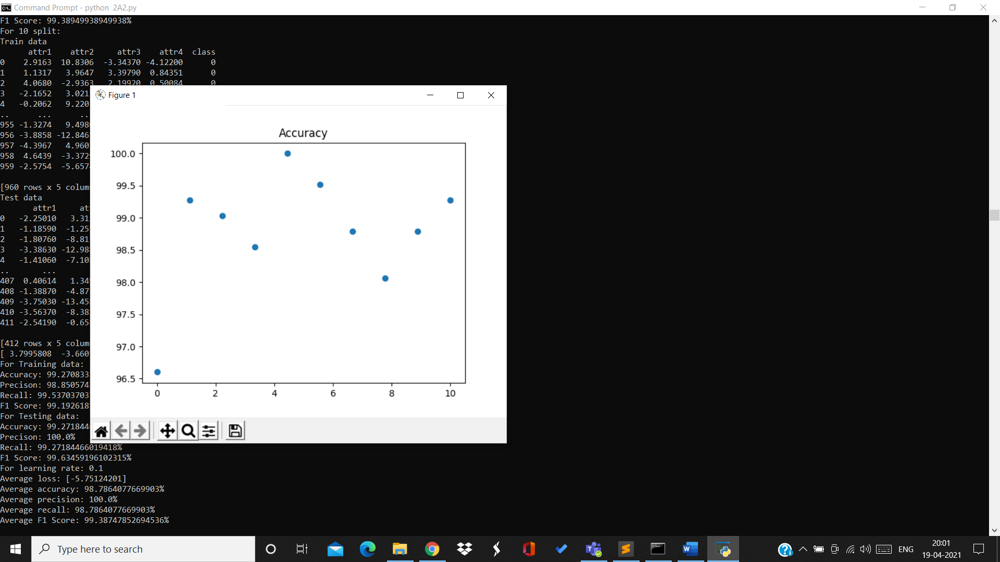 Command Prompt - python  2A2.py
F1 Score: 99.38949938949938%
For 10 split:
Train data
attr1 attr2 attr3 attr4 class
0 2.9163 10.8306 -3.34370 -4.12200 0
1 1.1317 3.9647 3.39790 0.84351 0
2 4.0680 -2.9363 2.19920 0.50084 0
3 -2.1652 3.021
4 -0.2062 9.220
.. ... ..
955 -1.3274 9.498
956 -3.8858 -12.846
957 -4.3967 4.960
958 4.6439 -3.372
959 -2.5754 -5.657
[960 rows x 5 colum
Test data
attr1 at
0 -2.25010 3.31
1 -1.18590 -1.25
2 -1.80760 -8.81
3 -3.38630 -12.98
4 -1.41060 -7.10
.. ...
407 0.40614 1.34
408 -1.38870 -4.87
409 -3.75030 -13.45
410 -3.56370 -8.38
411 -2.54190 -0.65
[412 rows x 5 colum
[ 3.7995808 -3.660
For Training data:
Accuracy: 99.270833
Precison: 98.850574
Recall: 99.53703703
F1 Score: 99.192618
For Testing data:
Accuracy: 99.271844
Precison: 100.0%
Recall: 99.27184466019418%
F1 Score: 99.63459196102315%
For learning rate: 0.1
Average loss: [-5.75124201]
Average accuracy: 98.7864077669903%
Average precision: 100.0%
Average recall: 98.7864077669903%
Average F1 Score: 99.38747852694536%
Figure 1
Accuracy
100.0
99.5
99.0
98.5
98.0
97.5
97.0
96.5
0 2 4 6 8 10
Type here to search
ENG
20:01
19-04-2021